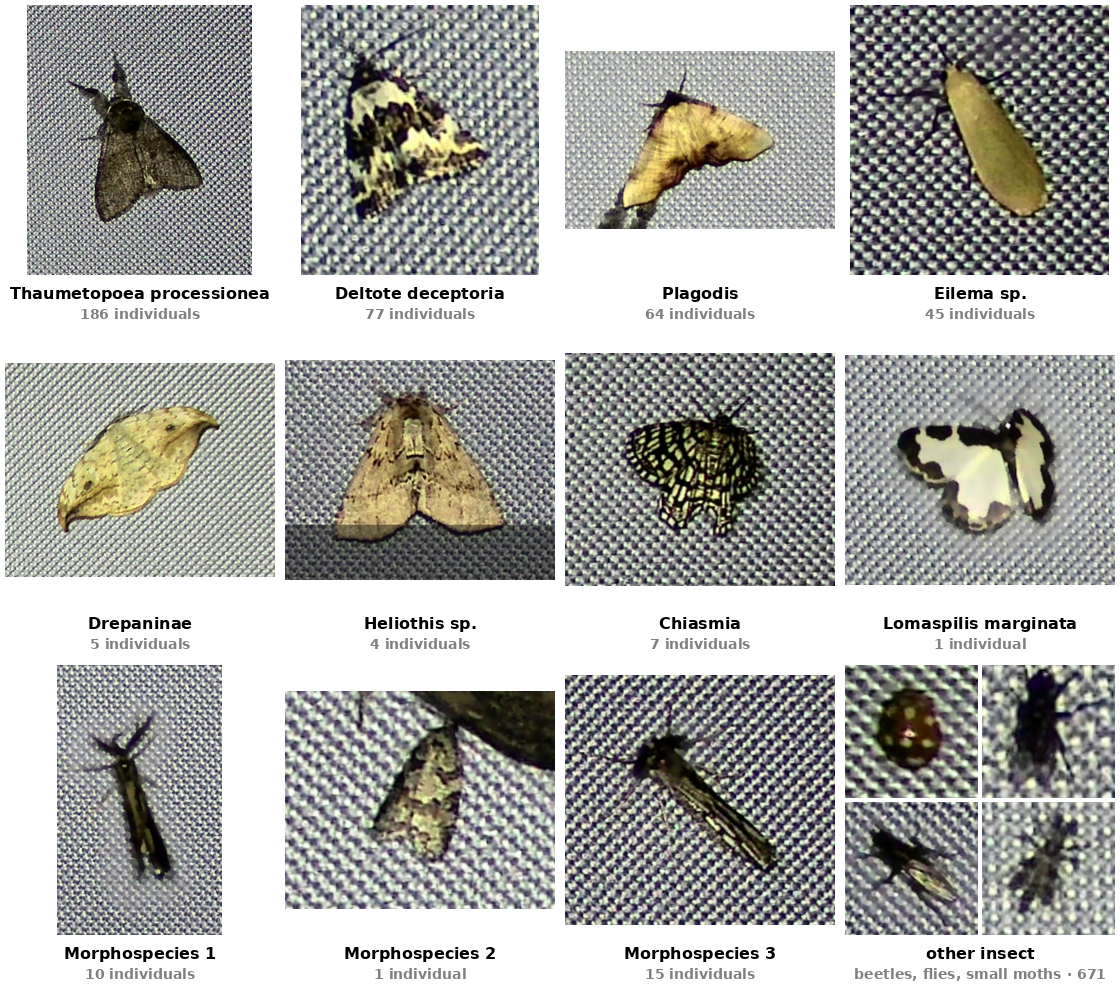 Thaumetopoea processionea
186 individuals
Deltote deceptoria
77 individuals
Plagodis
64 individuals
Eilema sp.
45 individuals
Drepaninae
5 individuals
Heliothis sp.
4 individuals
Chiasmia
7 individuals
Lomaspilis marginata
1 individual
Morphospecies 1
10 individuals
Morphospecies 2
1 individual
Morphospecies 3
15 individuals
other insect
beetles, flies, small moths · 671